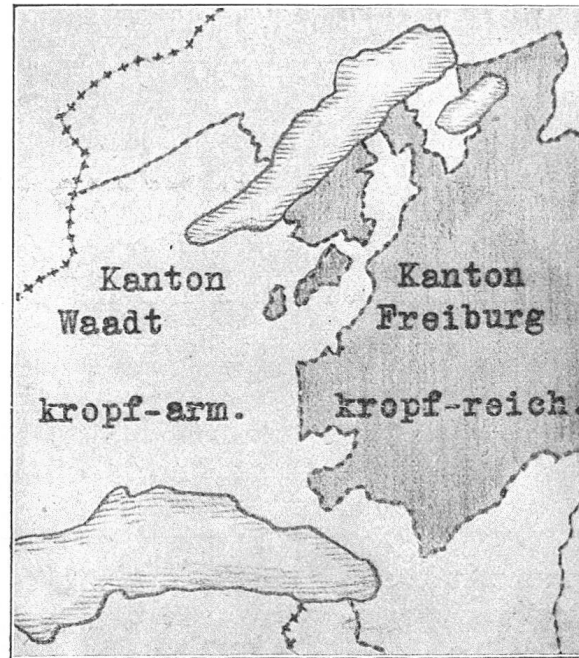 Kanton
Waadt
kropf-arm.
Kanton
Freiburg
kropf-reich.